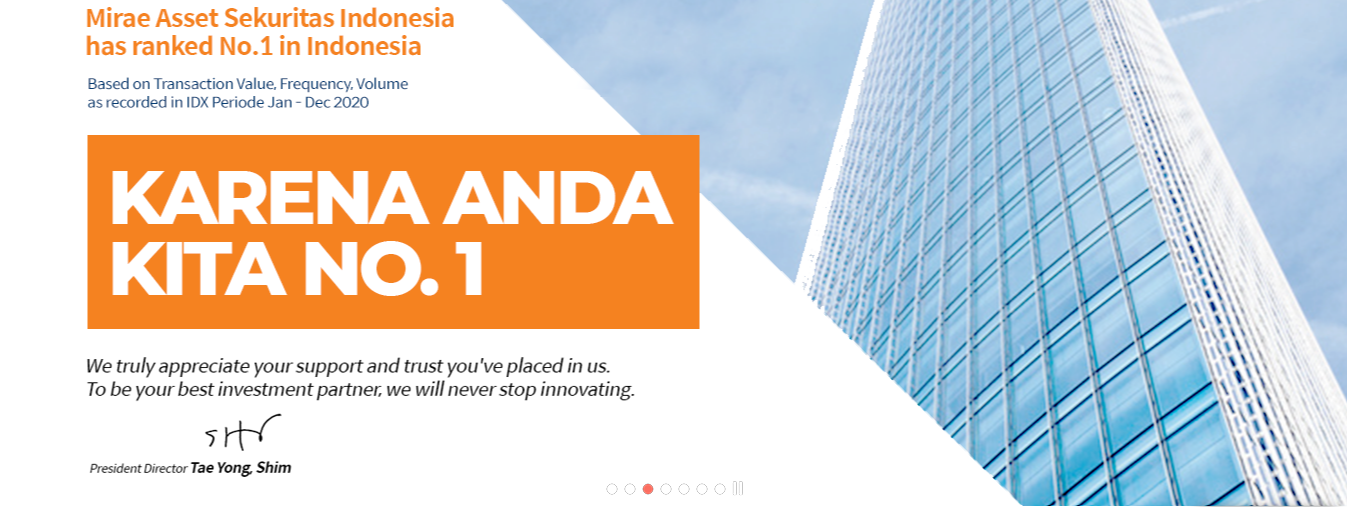 Mirae Asset Sekuritas Indonesia
has ranked No.1 in Indonesia
Based on Transaction Value, Frequency, Volume
as recorded in IDX Periode Jan - Dec 2020
KARENA ANDA
KITA NO. 1
We truly appreciate your support and trust you've placed in us.
To be your best investment partner, we will never stop innovating.
President Director Tae Yong, Shim